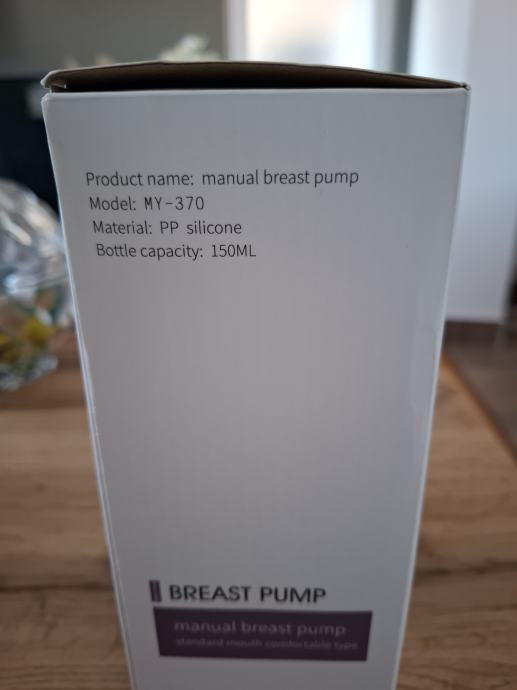 Product name: manual breast pump
Model: MY-370
Material: PP silicone
Bottle capacity: 150ML
BREAST PUMP
manual breast pump
standard mouth comfortable type